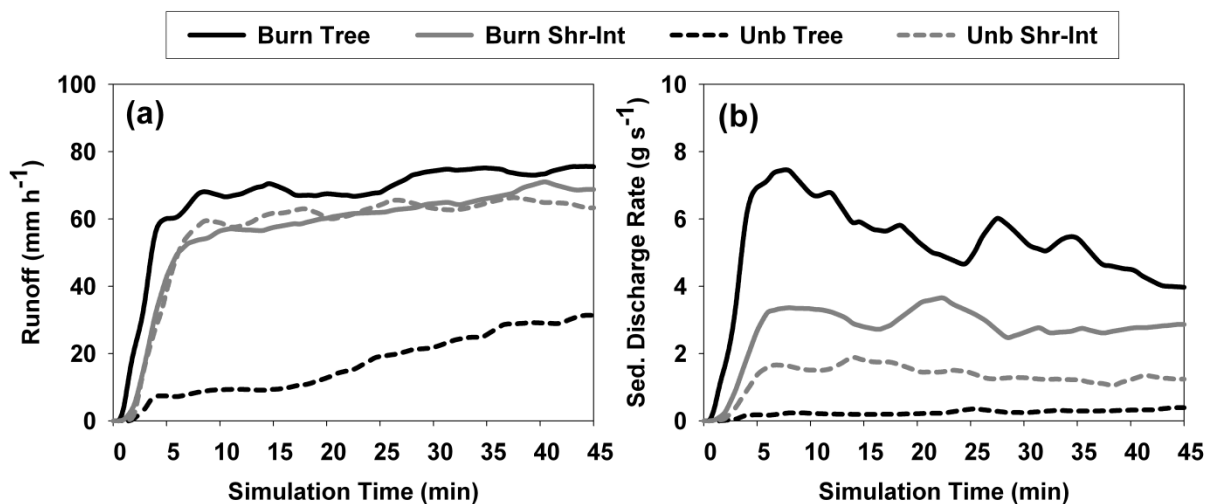 Burn Tree Burn Shr-Int Unb Tree Unb Shr-Int
(a)
Runoff (mm h⁻¹)
100
80
60
40
20
0
0 5 10 15 20 25 30 35 40 45
Simulation Time (min)
(b)
Sed. Discharge Rate (g s⁻¹)
10
8
6
4
2
0
0 5 10 15 20 25 30 35 40 45
Simulation Time (min)